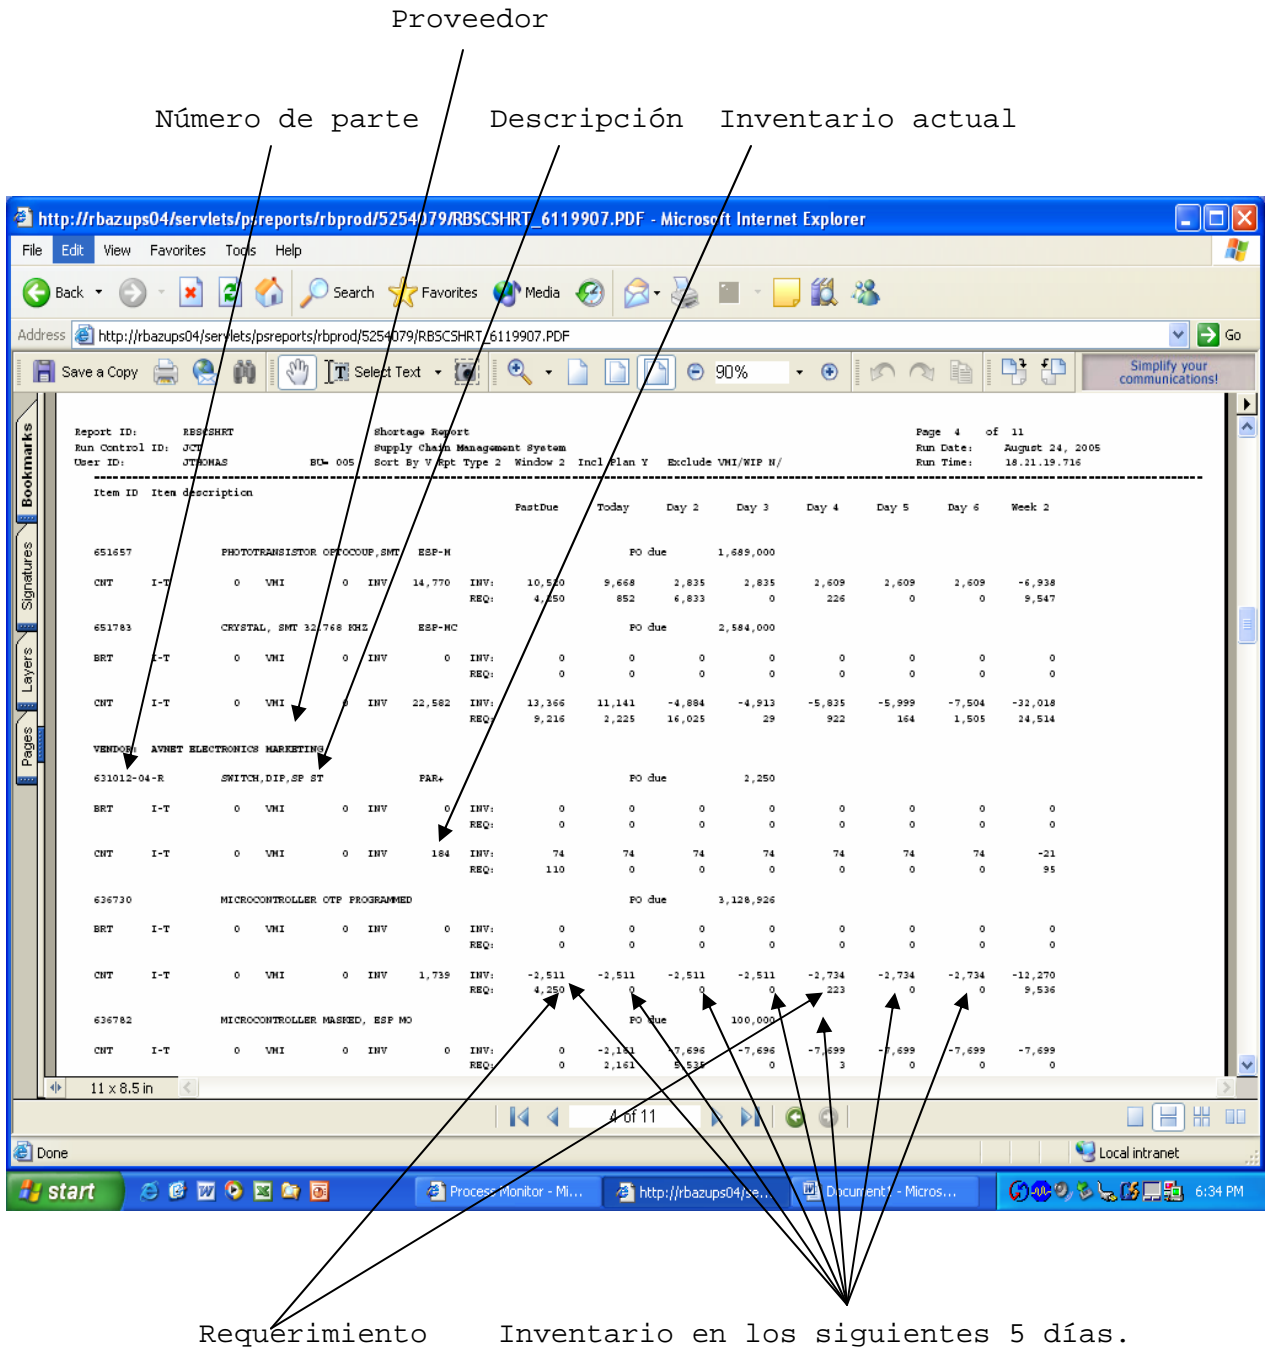 Proveedor
Número de parte Descripción Inventario actual
http://rbazups04/servlets/psreports/rbprod/5254079/RBSCSHRT_6119907.PDF - Microsoft Internet Explorer
File Edit View Favorites Tools Help
Back Search Favorites Media
Address http://rbazups04/servlets/psreports/rbprod/5254079/RBSCSHRT_6119907.PDF Go
Save a Copy Select Text 90% Simplify your communications!
Bookmarks
Signatures
Layers
Pages
Report ID: RBSCSHRT Shortage Report Page 4 of 11
Run Control ID: JCT Supply Chain Management System Run Date: August 24, 2005
User ID: JTHOMAS BU= 005 Sort By V Rpt Type 2 Window 2 Incl Plan Y Exclude VMI/WIP N/ Run Time: 18.21.19.716
Item ID Item description
PastDue Today Day 2 Day 3 Day 4 Day 5 Day 6 Week 2
651657 PHOTOTRANSISTOR OPTOCOUP,SMT ESP-M PO due 1,689,000
CNT I-T 0 VMI 0 INV 14,770 INV: 10,520 9,668 2,835 2,835 2,609 2,609 2,609 -6,938
REQ: 4,250 852 6,833 0 226 0 0 9,547
651783 CRYSTAL, SMT 32.768 KHZ ESP-MC PO due 2,584,000
BRT I-T 0 VMI 0 INV 0 INV: 0 0 0 0 0 0 0 0
REQ: 0 0 0 0 0 0 0 0
CNT I-T 0 VMI 0 INV 22,582 INV: 13,366 11,141 -4,884 -4,913 -5,835 -5,999 -7,504 -32,018
REQ: 9,216 2,225 16,025 29 922 164 1,505 24,514
VENDOR: AVNET ELECTRONICS MARKETING
631012-04-R SWITCH,DIP,SP ST PAR+ PO due 2,250
BRT I-T 0 VMI 0 INV 0 INV: 0 0 0 0 0 0 0 0
REQ: 0 0 0 0 0 0 0 0
CNT I-T 0 VMI 0 INV 184 INV: 74 74 74 74 74 74 74 -21
REQ: 110 0 0 0 0 0 0 95
636730 MICROCONTROLLER OTP PROGRAMMED PO due 3,128,926
BRT I-T 0 VMI 0 INV 0 INV: 0 0 0 0 0 0 0 0
REQ: 0 0 0 0 0 0 0 0
CNT I-T 0 VMI 0 INV 1,739 INV: -2,511 -2,511 -2,511 -2,511 -2,734 -2,734 -2,734 -12,270
REQ: 4,250 0 0 0 223 0 0 9,536
636782 MICROCONTROLLER MASKED, ESP MO PO due 100,000
CNT I-T 0 VMI 0 INV 0 INV: 0 -2,161 -7,696 -7,696 -7,699 -7,699 -7,699 -7,699
REQ: 0 2,161 5,535 0 3 0 0 0
11 x 8.5 in
4 of 11
Done Local intranet
start Process Monitor - Mi... http://rbazups04/se... Document1 - Micros... 6:34 PM
Requerimiento Inventario en los siguientes 5 días.